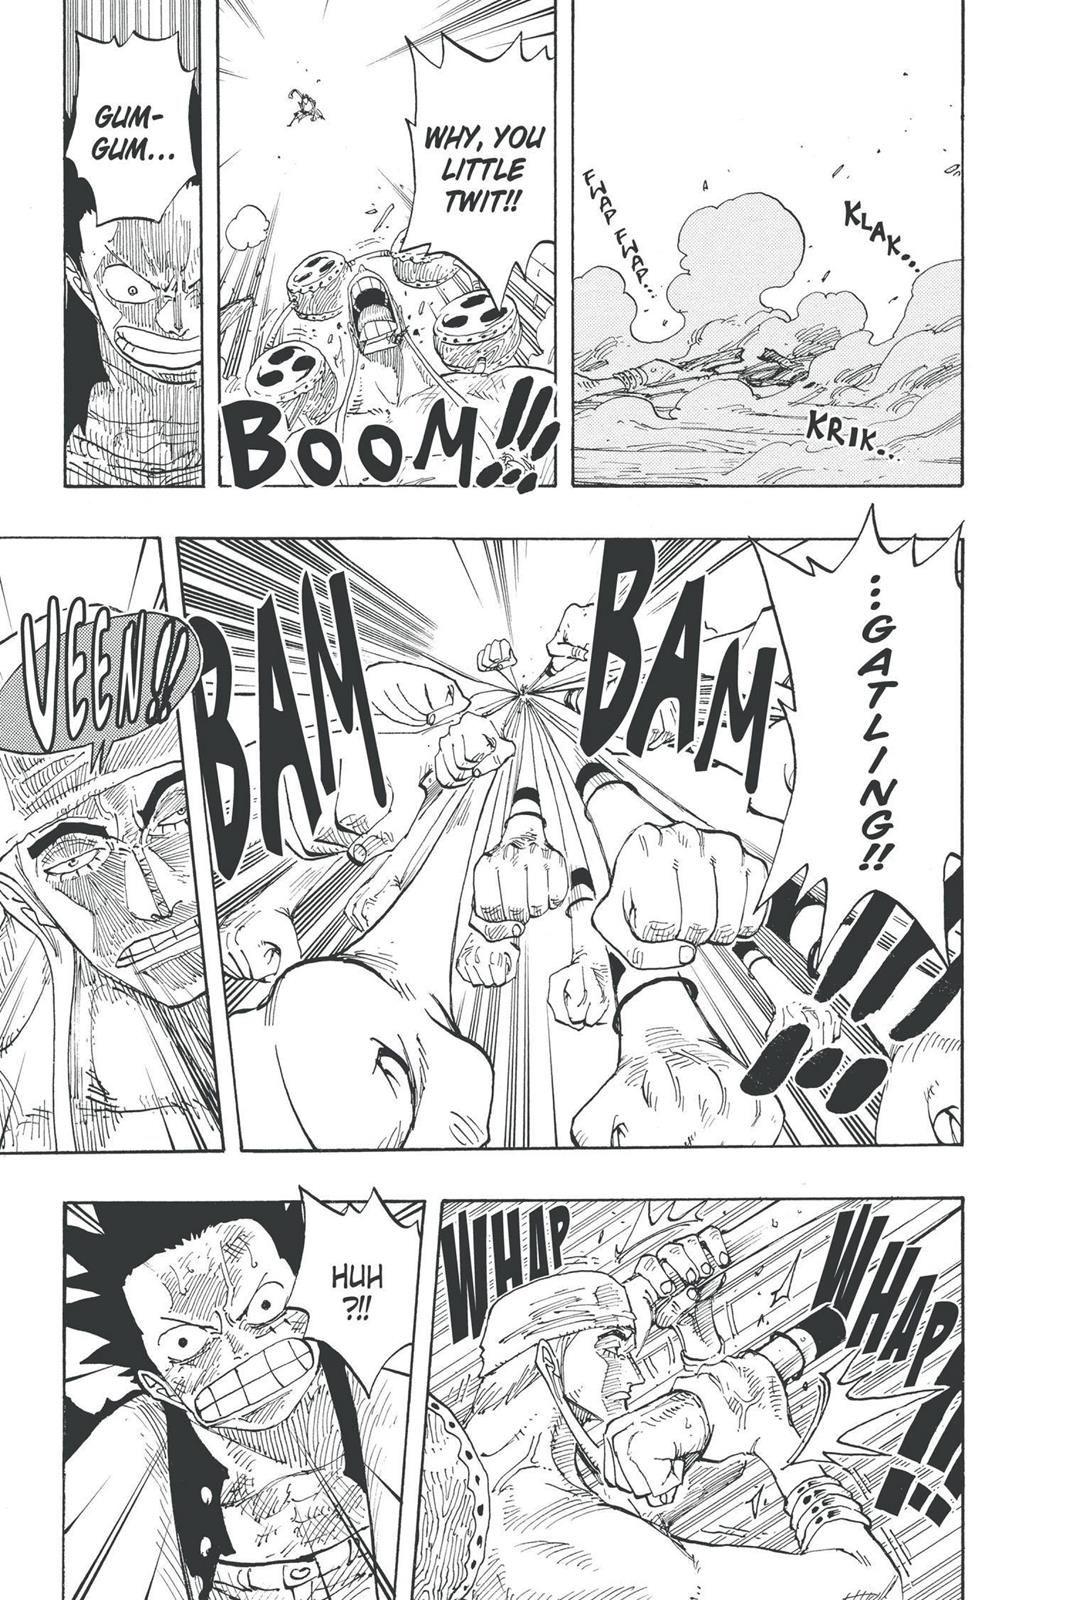 FWAP FWAP...
KLAK...
KRIK...
WHY, YOU
LITTLE
TWIT!!
BOOM!!!
GUM-
GUM...
...GATLING!!
BAM
BAM
!!!
VEEN!!
WHAP
WHAP
!!!
HUH
?!!